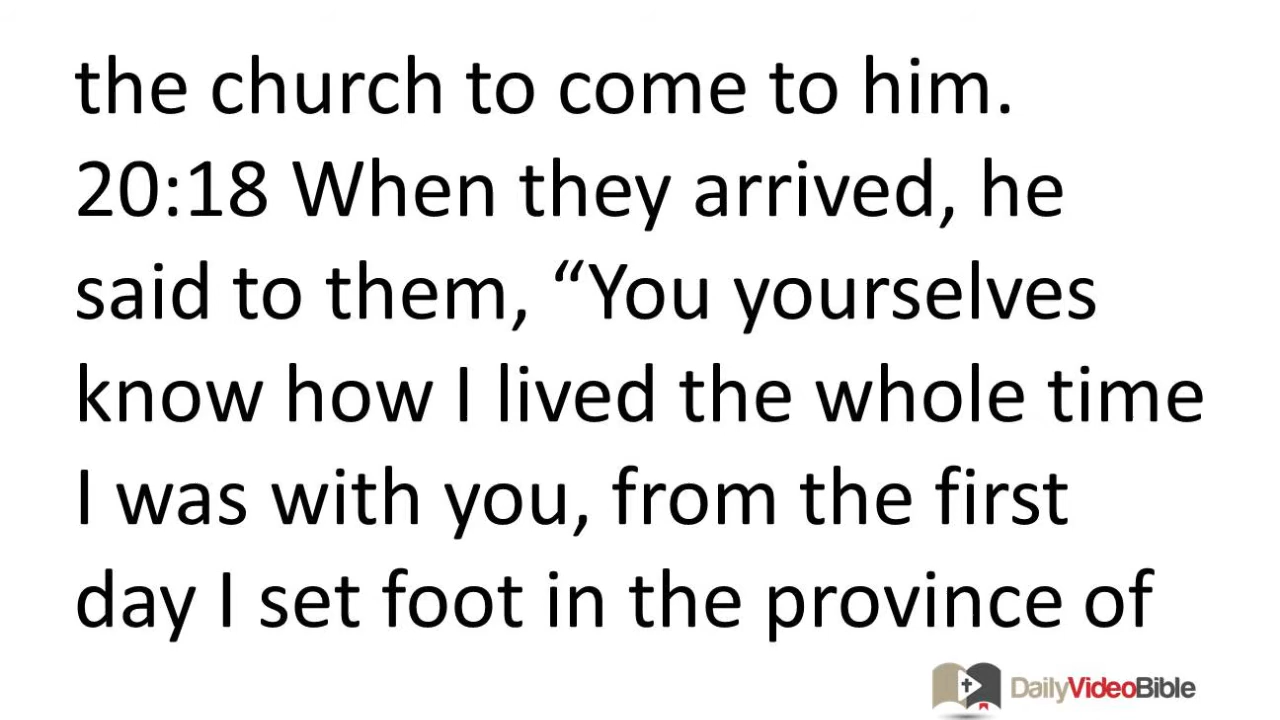 the church to come to him.
20:18 When they arrived, he
said to them, “You yourselves
know how I lived the whole time
I was with you, from the first
day I set foot in the province of
DailyVideoBible